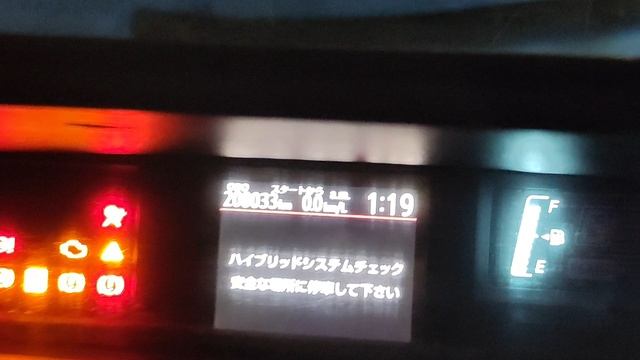 ODO スタートから
200033km 0.0km/L 1:19
ハイブリッドシステムチェック
安全な場所に停車して下さい
F
E